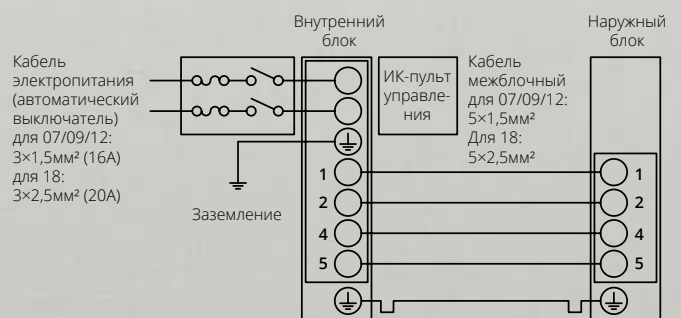 Внутренний
блок
Наружный
блок
Кабель
электропитания
(автоматический
выключатель)
для 07/09/12:
3×1,5мм² (16А)
для 18:
3×2,5мм² (20А)
Заземление
ИК-пульт
управле-
ния
Кабель
межблочный
для 07/09/12:
5×1,5мм²
Для 18:
5×2,5мм²
1
2
4
5
1
2
4
5